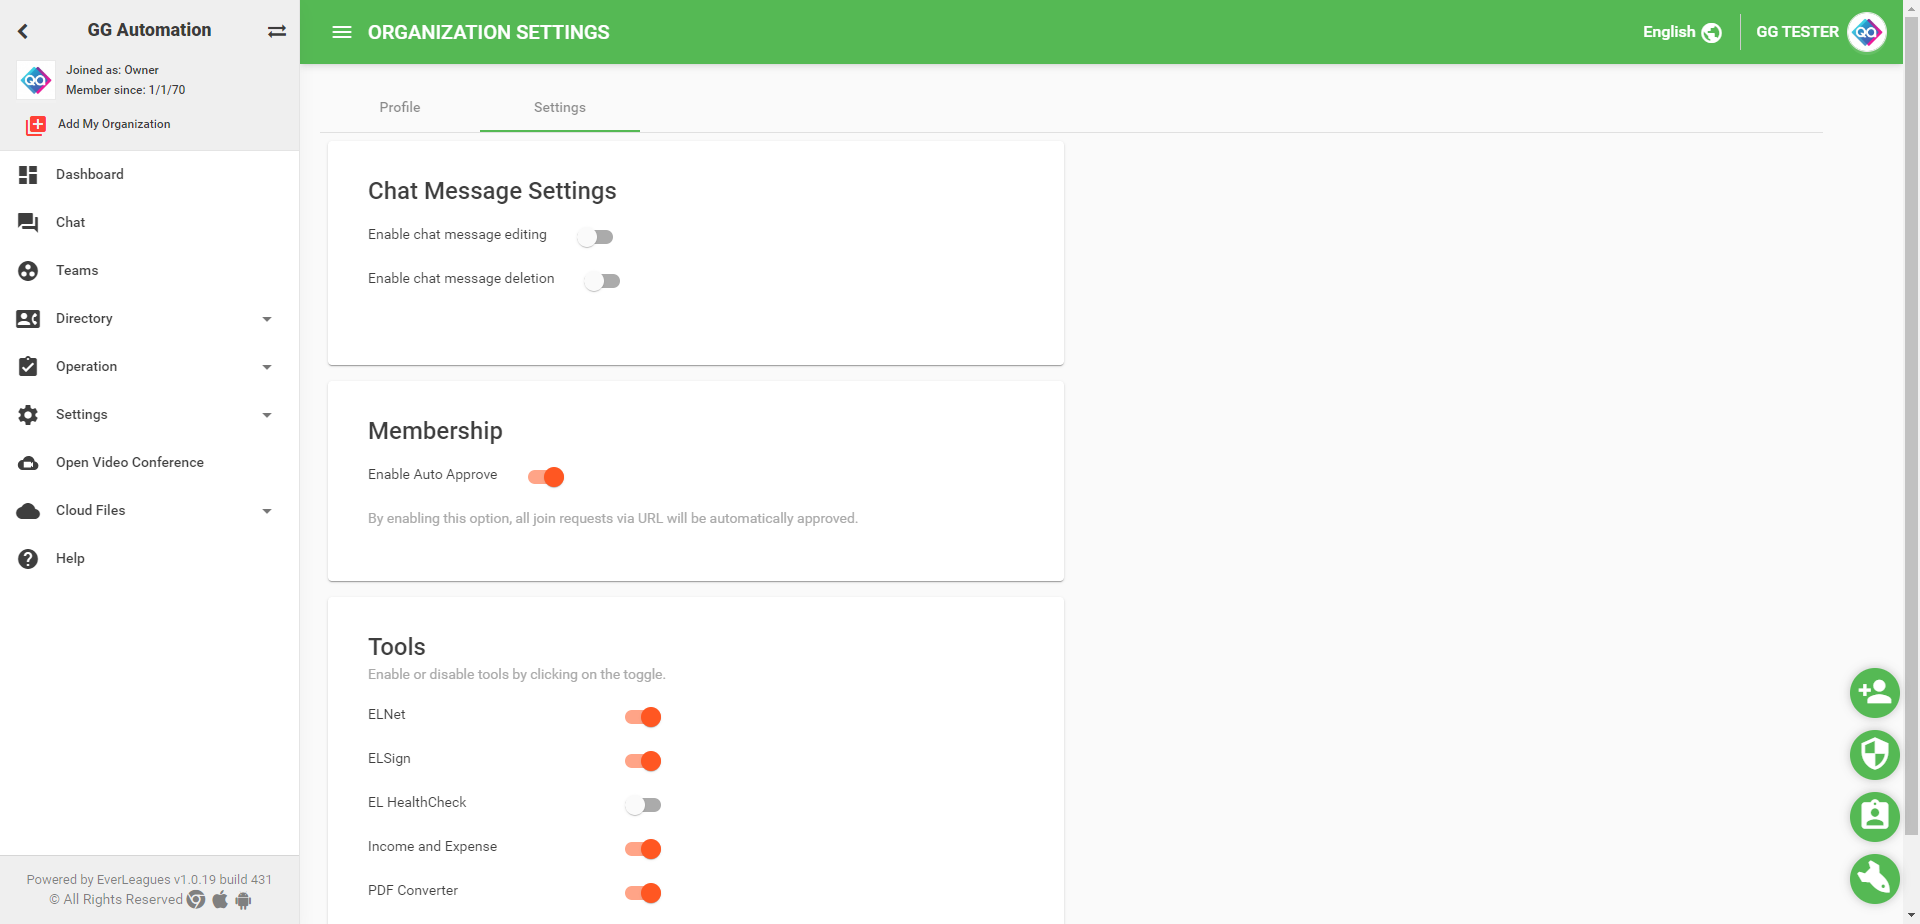 GG Automation
Joined as: Owner
Member since: 1/1/70
Add My Organization
Dashboard
Chat
Teams
Directory
Operation
Settings
Open Video Conference
Cloud Files
Help
Powered by EverLeagues v1.0.19 build 431
© All Rights Reserved
ORGANIZATION SETTINGS
English
GG TESTER
QA
Profile
Settings
Chat Message Settings
Enable chat message editing
Enable chat message deletion
Membership
Enable Auto Approve
By enabling this option, all join requests via URL will be automatically approved.
Tools
Enable or disable tools by clicking on the toggle.
ELNet
ELSign
EL HealthCheck
Income and Expense
PDF Converter